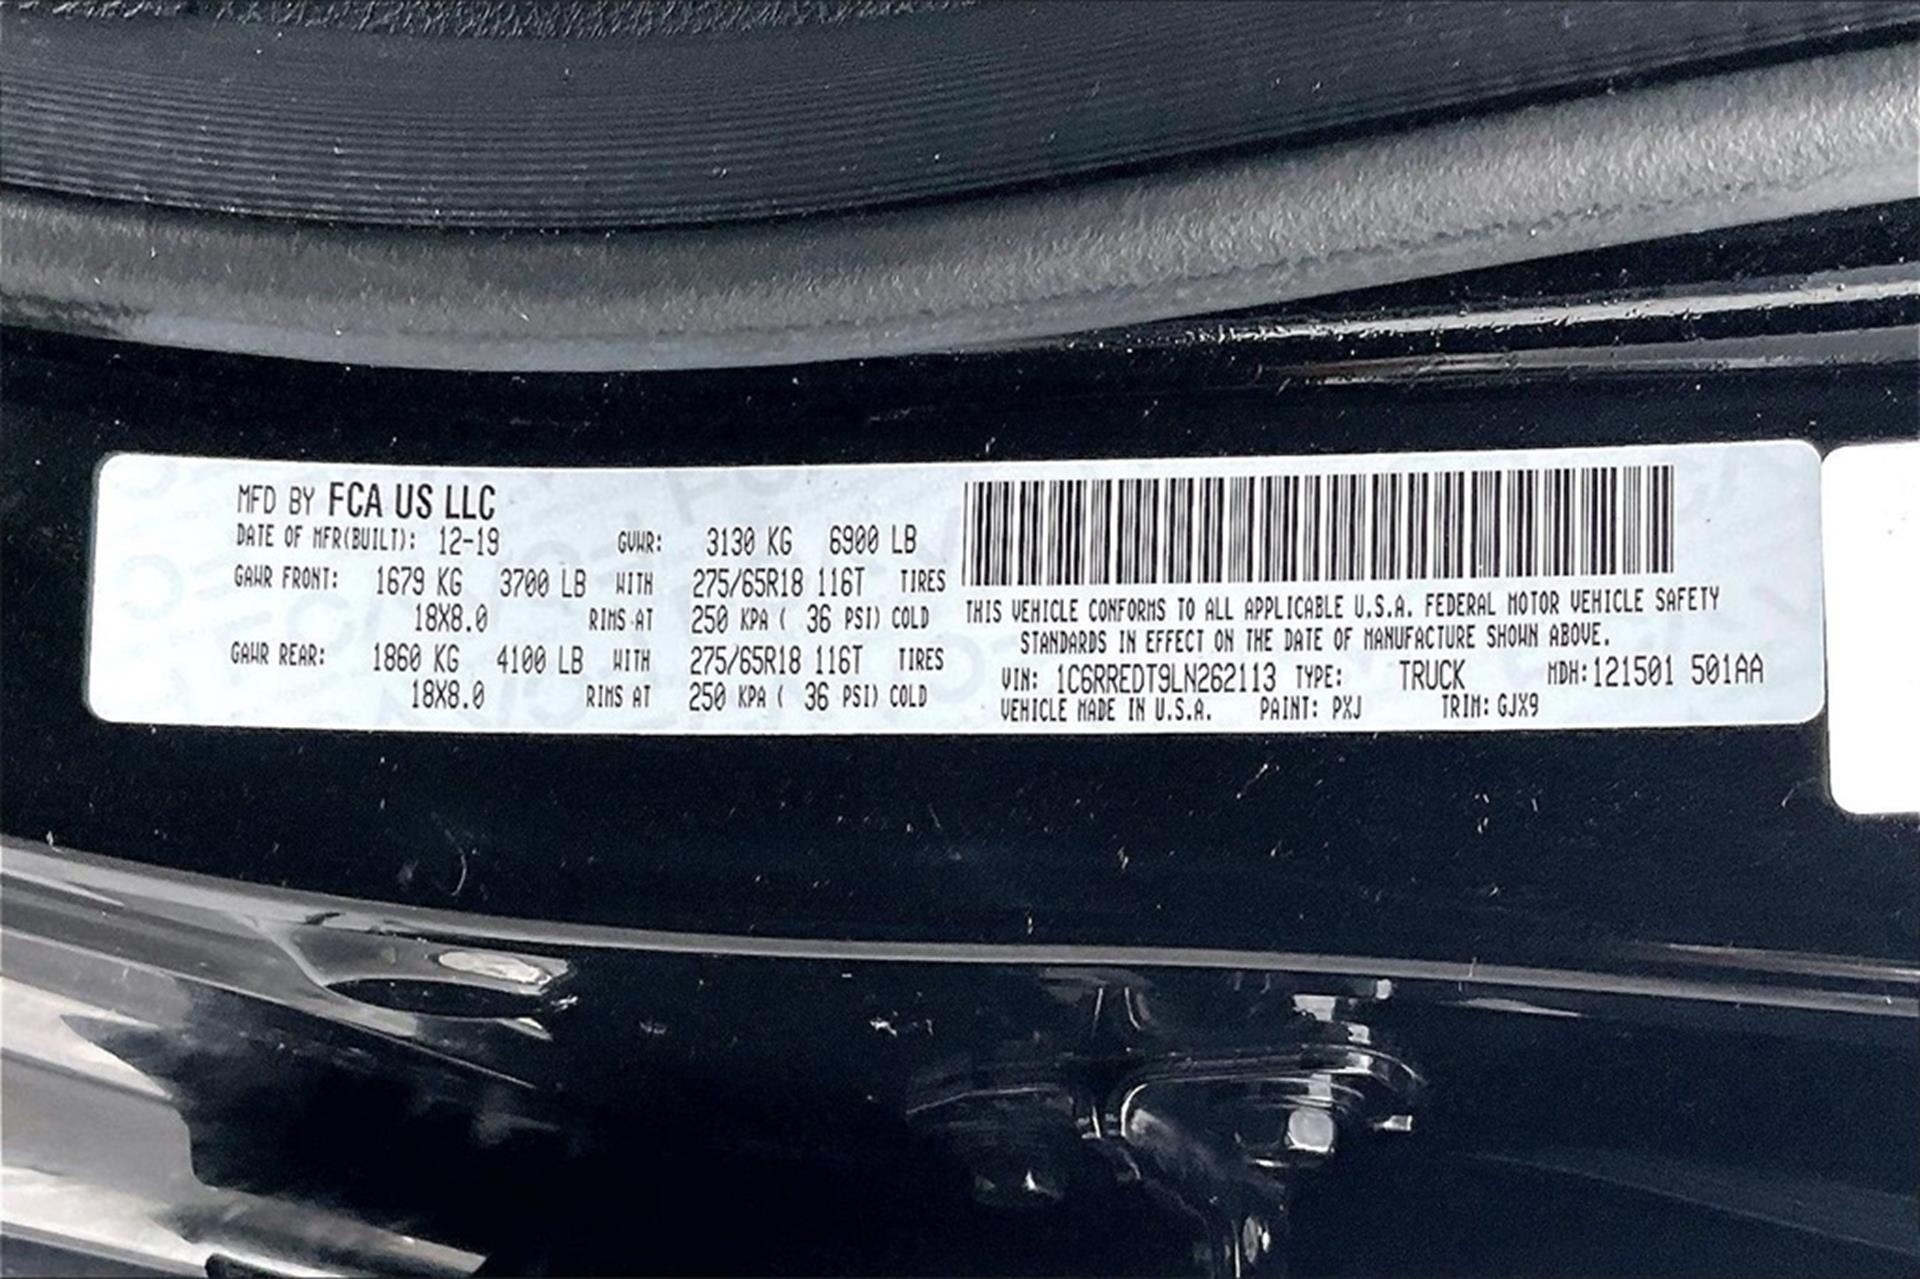 MFD BY FCA US LLC
DATE OF MFR(BUILT): 12-19 GVWR: 3130 KG 6900 LB
GAWR FRONT: 1679 KG 3700 LB WITH 275/65R18 116T TIRES
18X8.0 RIMS AT 250 KPA ( 36 PSI) COLD
GAWR REAR: 1860 KG 4100 LB WITH 275/65R18 116T TIRES
18X8.0 RIMS AT 250 KPA ( 36 PSI) COLD
THIS VEHICLE CONFORMS TO ALL APPLICABLE U.S.A. FEDERAL MOTOR VEHICLE SAFETY
STANDARDS IN EFFECT ON THE DATE OF MANUFACTURE SHOWN ABOVE.
VIN: 1C6RREDT9LN262113 TYPE: TRUCK MDH:121501 501AA
VEHICLE MADE IN U.S.A. PAINT: PXJ TRIM: GJX9